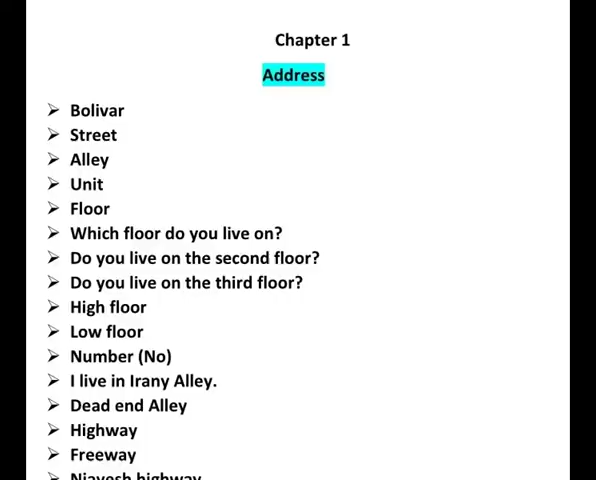 Chapter 1
Address
Bolivar
Street
Alley
Unit
Floor
Which floor do you live on?
Do you live on the second floor?
Do you live on the third floor?
High floor
Low floor
Number (No)
I live in Irany Alley.
Dead end Alley
Highway
Freeway
Niayesh highway